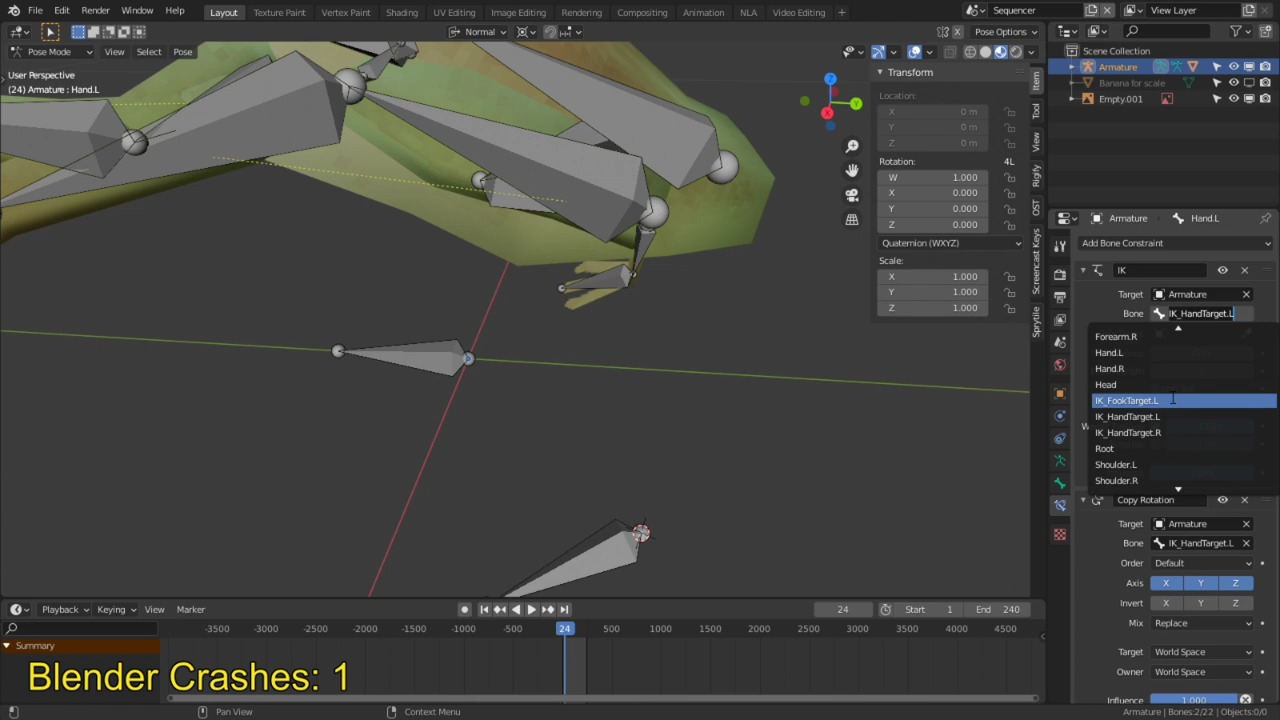 File Edit Render Window Help Layout Texture Paint Vertex Paint Shading UV Editing Image Editing Rendering Compositing Animation NLA Video Editing + Sequencer View Layer
Normal Pose Options
Pose Mode View Select Pose
User Perspective
(24) Armature : Hand.L
Transform
Location:
X 0 m
Y 0 m
Z 0 m
Rotation: 4L
W 1.000
X 0.000
Y 0.000
Z 0.000
Quaternion (WXYZ)
Scale:
X 1.000
Y 1.000
Z 1.000
Item
Tool
View
Rigify
OST
Screencast Keys
Sprytile
Z
Y
X
Scene Collection
Armature
Banana for scale
Empty.001
Armature Hand.L
Add Bone Constraint
IK
Target Armature
Bone IK_HandTarget.L
Forearm.R
Hand.L
Hand.R
Head
IK_FookTarget.L
IK_HandTarget.L
IK_HandTarget.R
Root
Shoulder.L
Shoulder.R
Copy Rotation
Target Armature
Bone IK_HandTarget.L
Order Default
Axis X Y Z
Invert X Y Z
Mix Replace
Target World Space
Owner World Space
Influence 1.000
Playback Keying View Marker 24 Start 1 End 240
-3500 -3000 -2500 -2000 -1500 -1000 -500 24 500 1000 1500 2000 2500 3000 3500 4000 4500
Summary
Blender Crashes: 1
Pan View Context Menu Armature | Bones:2/22 | Objects:0/0